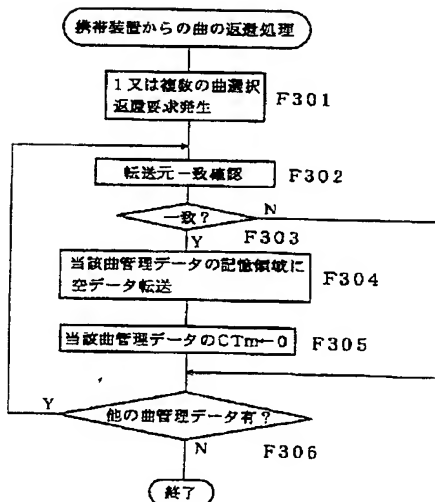 携帯装置からの曲の返還処理
1又は複数の曲選択
返還要求発生
F301
転送元一致確認
F302
一致？
N
F303
Y
当該曲管理データの記憶領域に
空データ転送
F304
当該曲管理データのCTm←0
F305
Y
他の曲管理データ有？
N
F306
終了